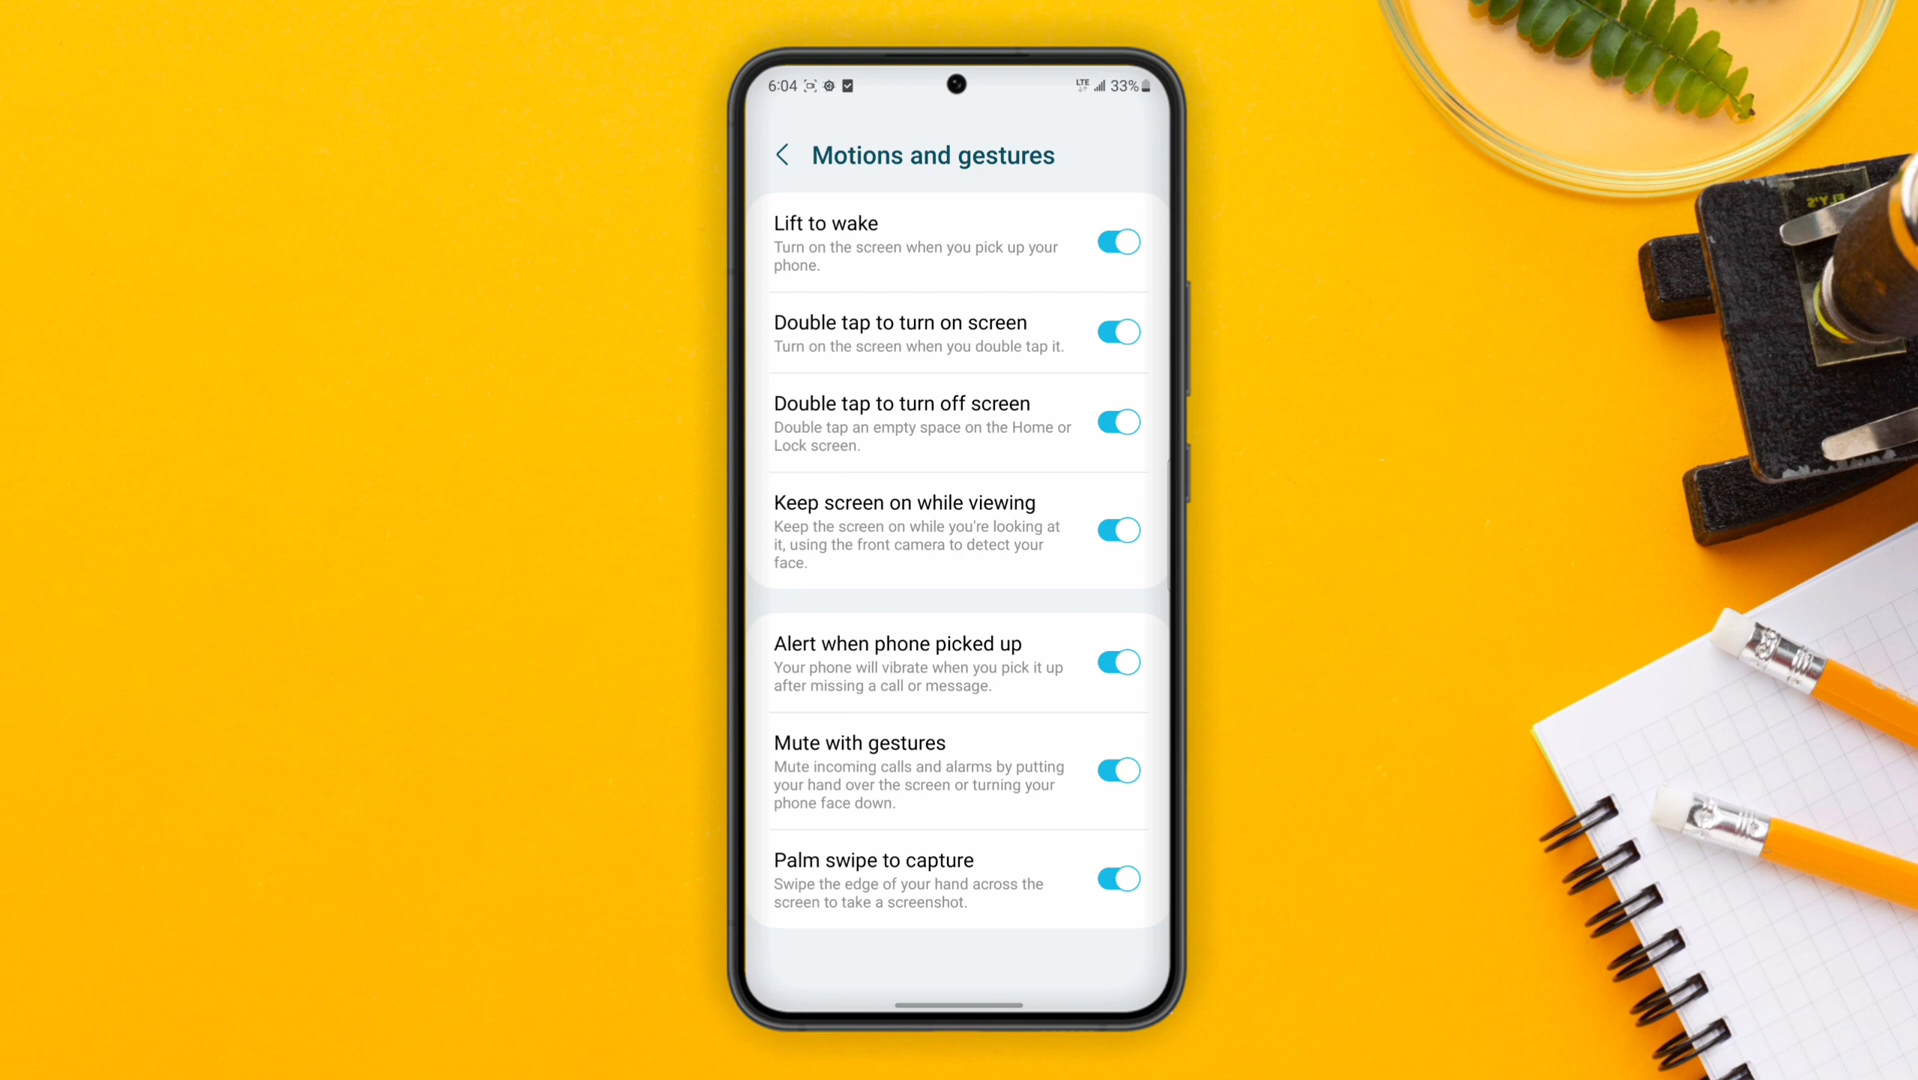 6:04
LTE 33%
Motions and gestures
Lift to wake
Turn on the screen when you pick up your
phone.
Double tap to turn on screen
Turn on the screen when you double tap it.
Double tap to turn off screen
Double tap an empty space on the Home or
Lock screen.
Keep screen on while viewing
Keep the screen on while you're looking at
it, using the front camera to detect your
face.
Alert when phone picked up
Your phone will vibrate when you pick it up
after missing a call or message.
Mute with gestures
Mute incoming calls and alarms by putting
your hand over the screen or turning your
phone face down.
Palm swipe to capture
Swipe the edge of your hand across the
screen to take a screenshot.